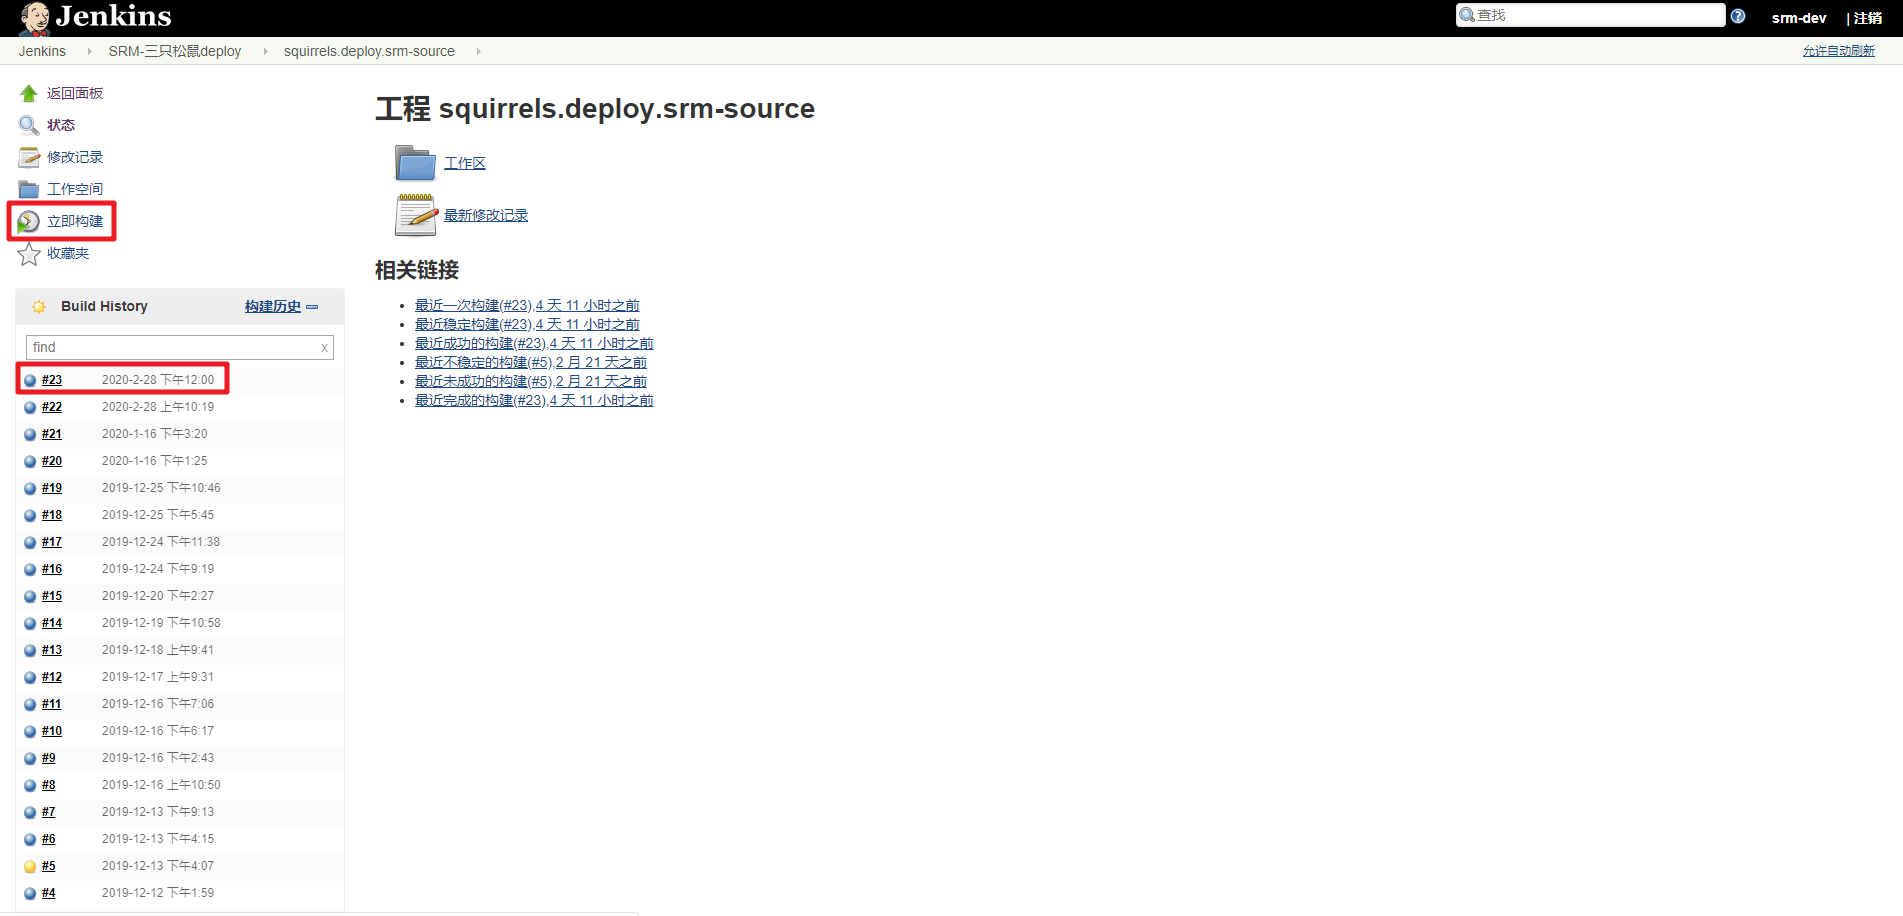 Jenkins
查找
srm-dev
| 注销
Jenkins
SRM-三只松鼠deploy
squirrels.deploy.srm-source
允许自动刷新
返回面板
状态
修改记录
工作空间
立即构建
收藏夹
Build History
构建历史
find
x
#23 2020-2-28 下午12:00
#22 2020-2-28 上午10:19
#21 2020-1-16 下午3:20
#20 2020-1-16 下午1:25
#19 2019-12-25 下午10:46
#18 2019-12-25 下午5:45
#17 2019-12-24 下午11:38
#16 2019-12-24 下午9:19
#15 2019-12-20 下午2:27
#14 2019-12-19 下午10:58
#13 2019-12-18 上午9:41
#12 2019-12-17 上午9:31
#11 2019-12-16 下午7:06
#10 2019-12-16 下午6:17
#9 2019-12-16 下午2:43
#8 2019-12-16 上午10:50
#7 2019-12-13 下午9:13
#6 2019-12-13 下午4:15
#5 2019-12-13 下午4:07
#4 2019-12-12 下午1:59
工程 squirrels.deploy.srm-source
工作区
最新修改记录
相关链接
最近一次构建(#23),4 天 11 小时之前
最近稳定构建(#23),4 天 11 小时之前
最近成功的构建(#23),4 天 11 小时之前
最近不稳定的构建(#5),2 月 21 天之前
最近未成功的构建(#5),2 月 21 天之前
最近完成的构建(#23),4 天 11 小时之前